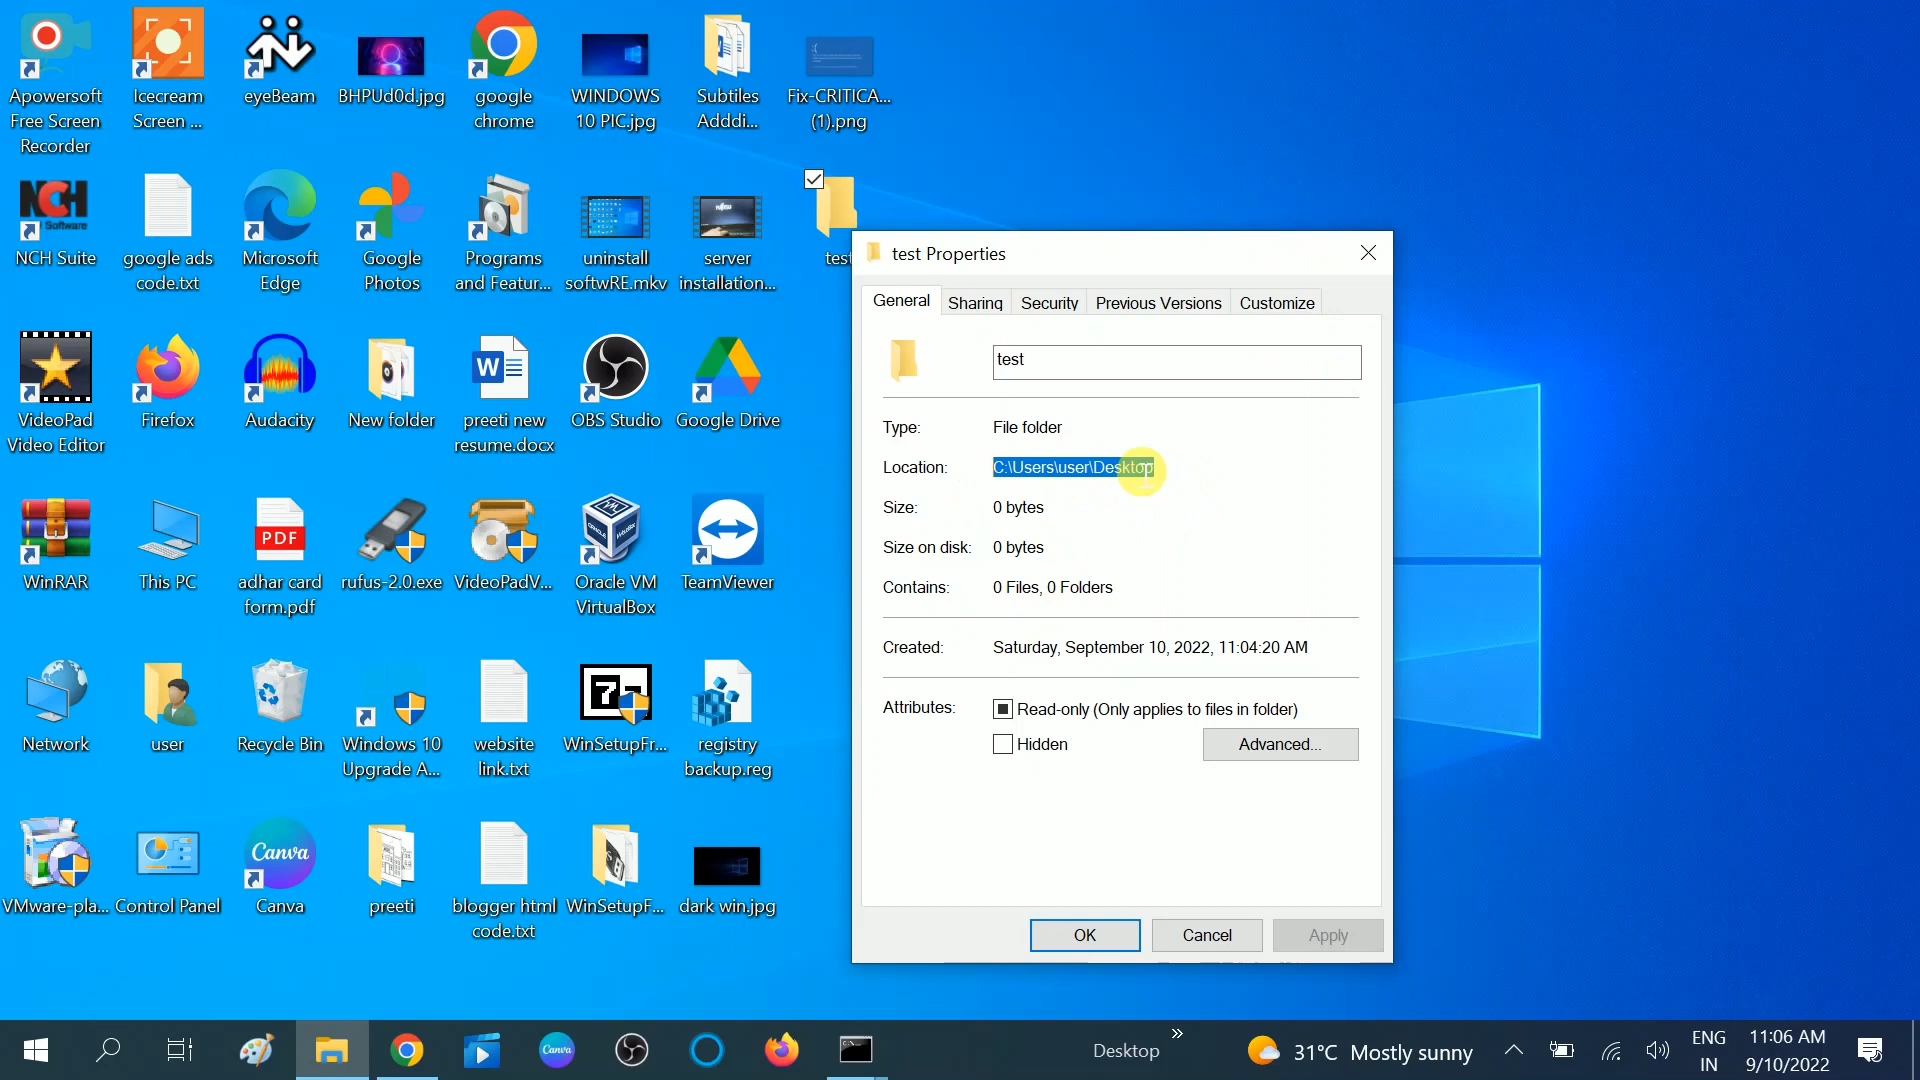 Apowersoft
Free Screen
Recorder
Icecream
Screen ...
eyeBeam
BHPUd0d.jpg
google
chrome
WINDOWS
10 PIC.jpg
Subtiles
Adddi...
Fix-CRITICA...
(1).png
NCH
Software
NCH Suite
google ads
code.txt
Microsoft
Edge
Google
Photos
Programs
and Featur...
uninstall
softwRE.mkv
FUJITSU
server
installation...
test
VideoPad
Video Editor
Firefox
Audacity
New folder
W
preeti new
resume.docx
OBS Studio
Google Drive
WinRAR
This PC
PDF
adhar card
form.pdf
rufus-2.0.exe
VideoPadV...
Oracle VM
VirtualBox
TeamViewer
Network
user
Recycle Bin
Windows 10
Upgrade A...
website
link.txt
WinSetupFr...
registry
backup.reg
VMware-pla...
Control Panel
Canva
Canva
preeti
blogger html
code.txt
WinSetupF...
dark win.jpg
test Properties
General
Sharing
Security
Previous Versions
Customize
test
Type: File folder
Location: C:\Users\user\Desktop
Size: 0 bytes
Size on disk: 0 bytes
Contains: 0 Files, 0 Folders
Created: Saturday, September 10, 2022, 11:04:20 AM
Attributes: Read-only (Only applies to files in folder)
Hidden
Advanced...
OK
Cancel
Apply
Canva
Desktop
31°C Mostly sunny
ENG
IN
11:06 AM
9/10/2022